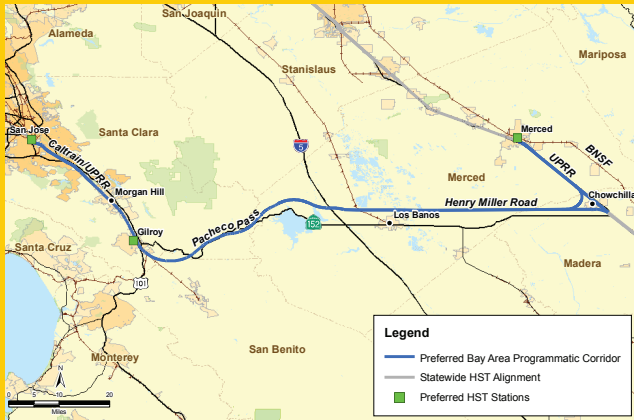 San Joaquin
Alameda
Mariposa
Stanislaus
San Jose
Santa Clara
Merced
BNSF
UPRR
Caltrain/UPRR
5
Merced
Morgan Hill
Chowchilla
Henry Miller Road
Pacheco Pass
Los Banos
152
Gilroy
Santa Cruz
Madera
101
Legend
Preferred Bay Area Programmatic Corridor
Statewide HST Alignment
Preferred HST Stations
San Benito
Monterey
N
0 5 10 20
Miles